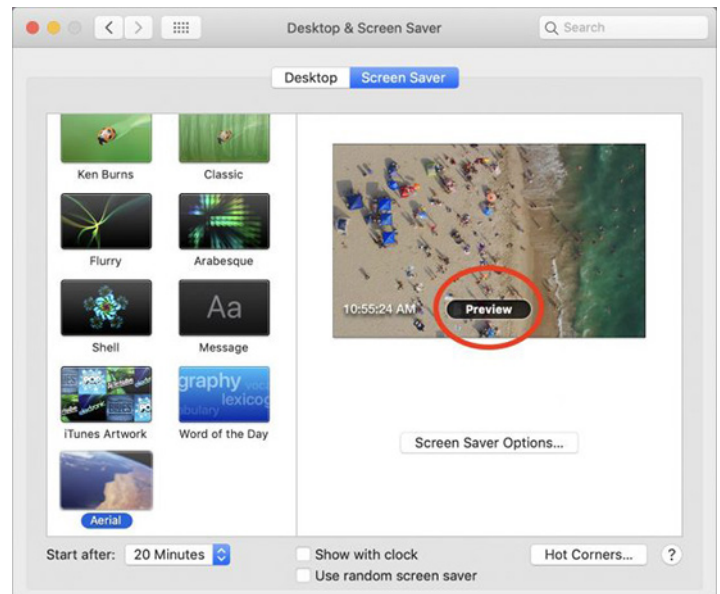 Desktop & Screen Saver
Search
Desktop
Screen Saver
Ken Burns
Classic
Flurry
Arabesque
Aa
Shell
Message
graphy
lexico
iTunes Artwork
Word of the Day
Aerial
10:55:24 AM
Preview
Screen Saver Options...
Start after:
20 Minutes
Show with clock
Hot Corners...
?
Use random screen saver